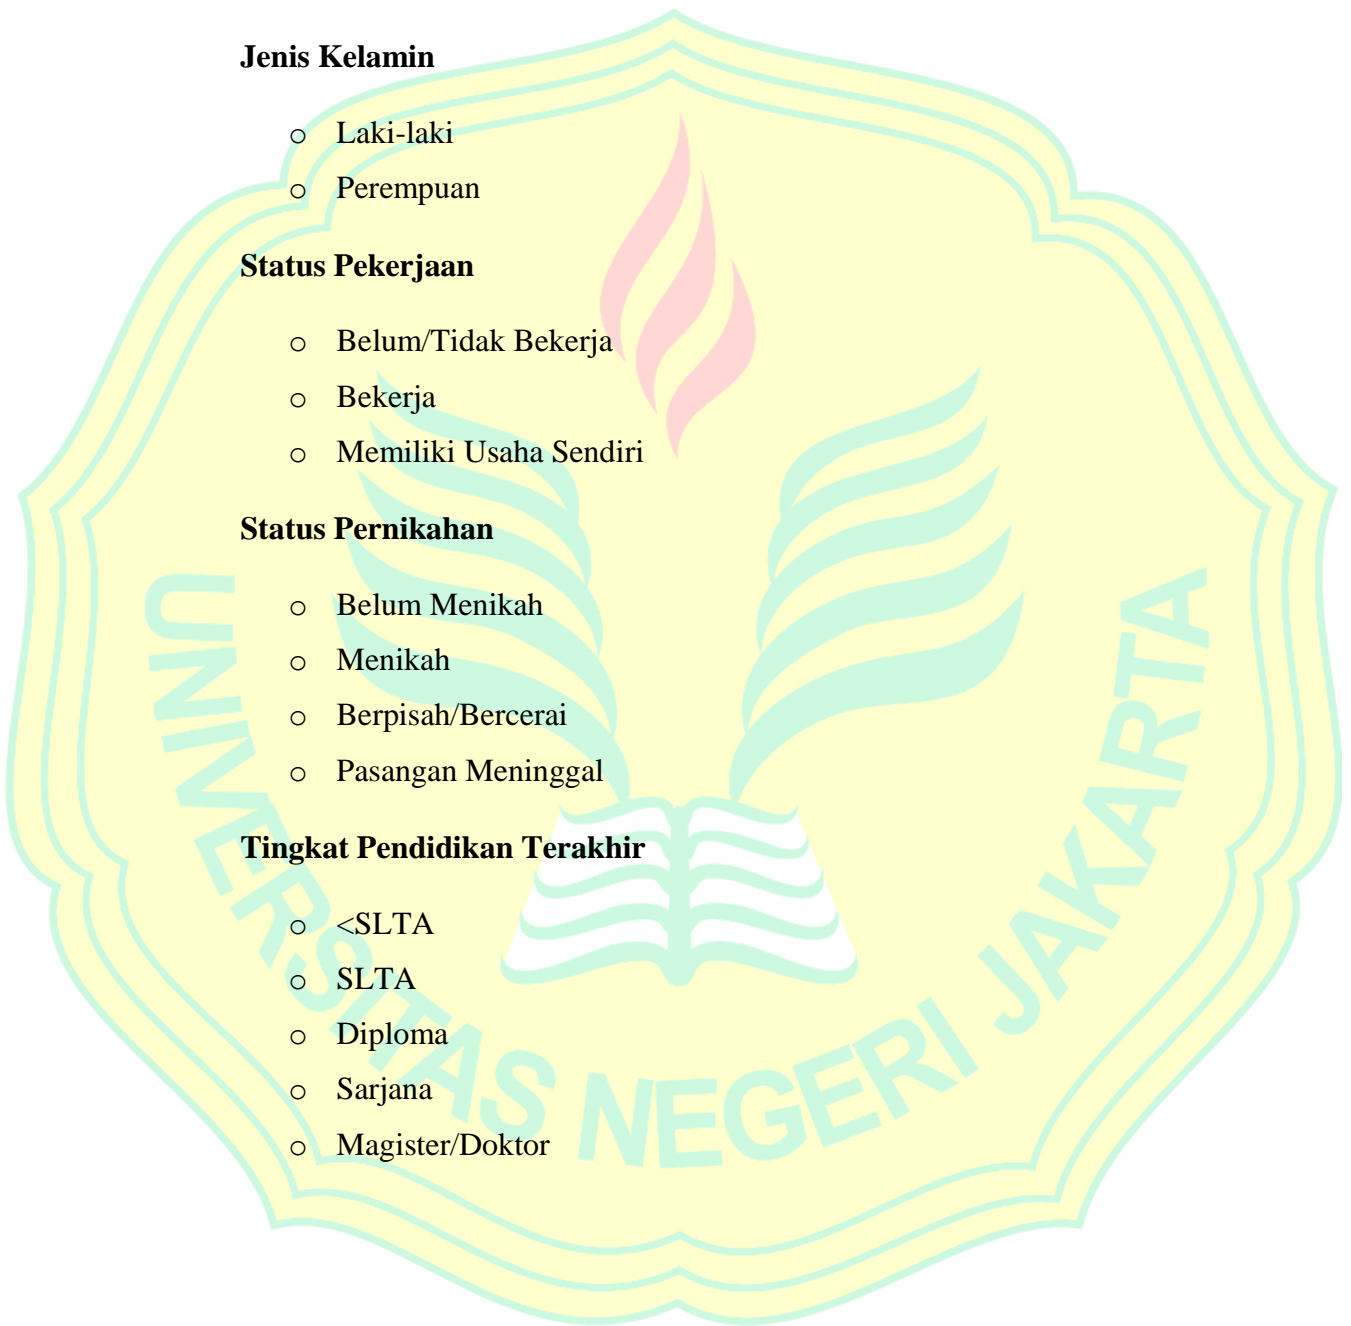 Jenis Kelamin
o Laki-laki
o Perempuan
Status Pekerjaan
o Belum/Tidak Bekerja
o Bekerja
o Memiliki Usaha Sendiri
Status Pernikahan
o Belum Menikah
o Menikah
o Berpisah/Bercerai
o Pasangan Meninggal
Tingkat Pendidikan Terakhir
o <SLTA
o SLTA
o Diploma
o Sarjana
o Magister/Doktor
UNIVERSITAS NEGERI JAKARTA